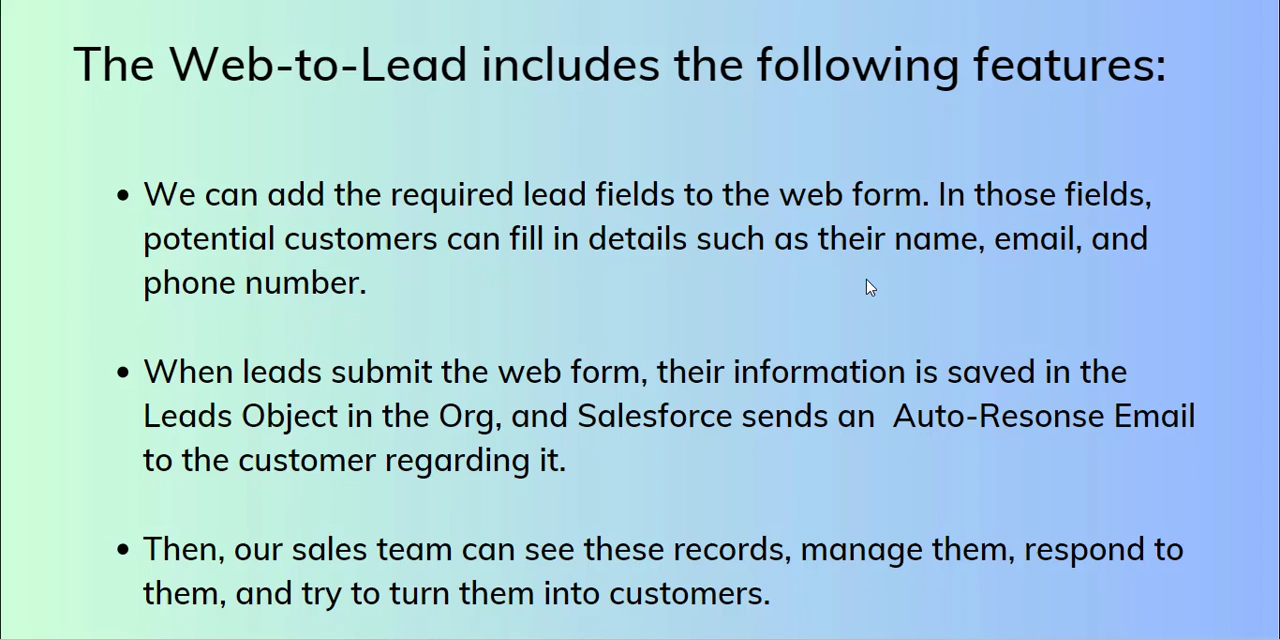 The Web-to-Lead includes the following features:
• We can add the required lead fields to the web form. In those fields,
potential customers can fill in details such as their name, email, and
phone number.
• When leads submit the web form, their information is saved in the
Leads Object in the Org, and Salesforce sends an  Auto-Resonse Email
to the customer regarding it.
• Then, our sales team can see these records, manage them, respond to
them, and try to turn them into customers.